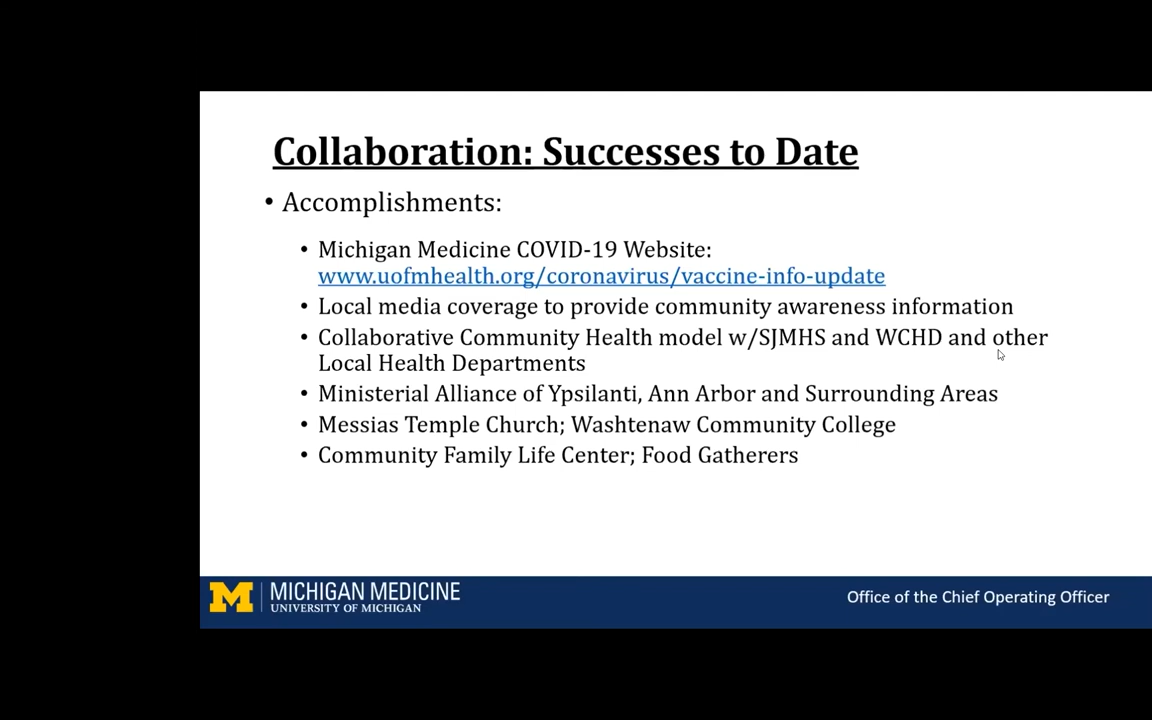 Collaboration: Successes to Date
• Accomplishments:
• Michigan Medicine COVID-19 Website:
www.uofmhealth.org/coronavirus/vaccine-info-update
• Local media coverage to provide community awareness information
• Collaborative Community Health model w/SJMHS and WCHD and other
Local Health Departments
• Ministerial Alliance of Ypsilanti, Ann Arbor and Surrounding Areas
• Messias Temple Church; Washtenaw Community College
• Community Family Life Center; Food Gatherers
M
MICHIGAN MEDICINE
UNIVERSITY OF MICHIGAN
Office of the Chief Operating Officer